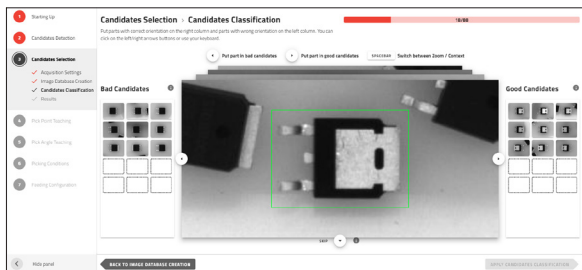 1 Starting Up
2 Candidates Detection
3 Candidates Selection
Acquisition Settings
Image Database Creation
Candidates Classification
Results
4 Pick Point Teaching
5 Pick Angle Teaching
6 Picking Conditions
7 Feeding Configuration
Hide panel
Candidates Selection › Candidates Classification
Put parts with correct orientation on the right column and parts with wrong orientation on the left column. You can
click on the left/right arrows buttons or use your keyboard.
Put part in bad candidates
Put part in good candidates
SPACEBAR Switch between Zoom / Context
Bad Candidates
Good Candidates
SKIP
BACK TO IMAGE DATABASE CREATION
CANDIDATES CLASSIFICATION